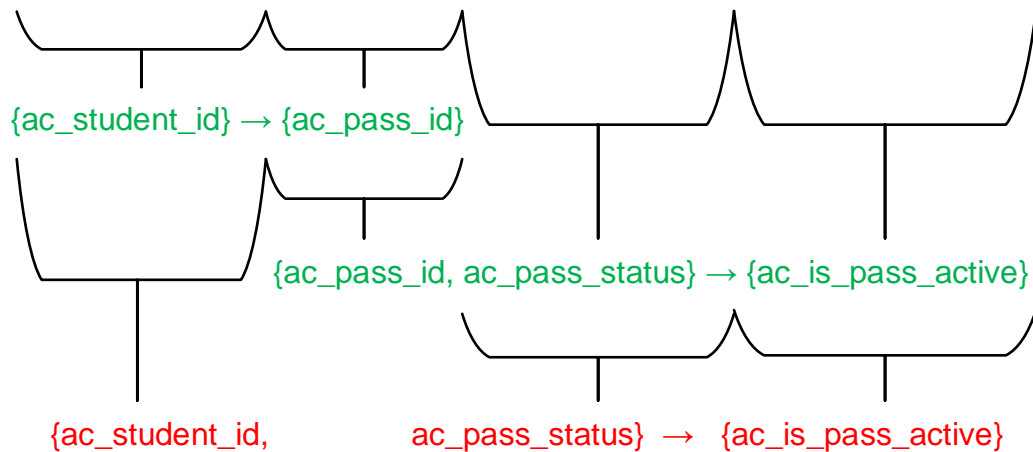 {ac_student_id} → {ac_pass_id}
{ac_pass_id, ac_pass_status} → {ac_is_pass_active}
{ac_student_id, ac_pass_status} → {ac_is_pass_active}